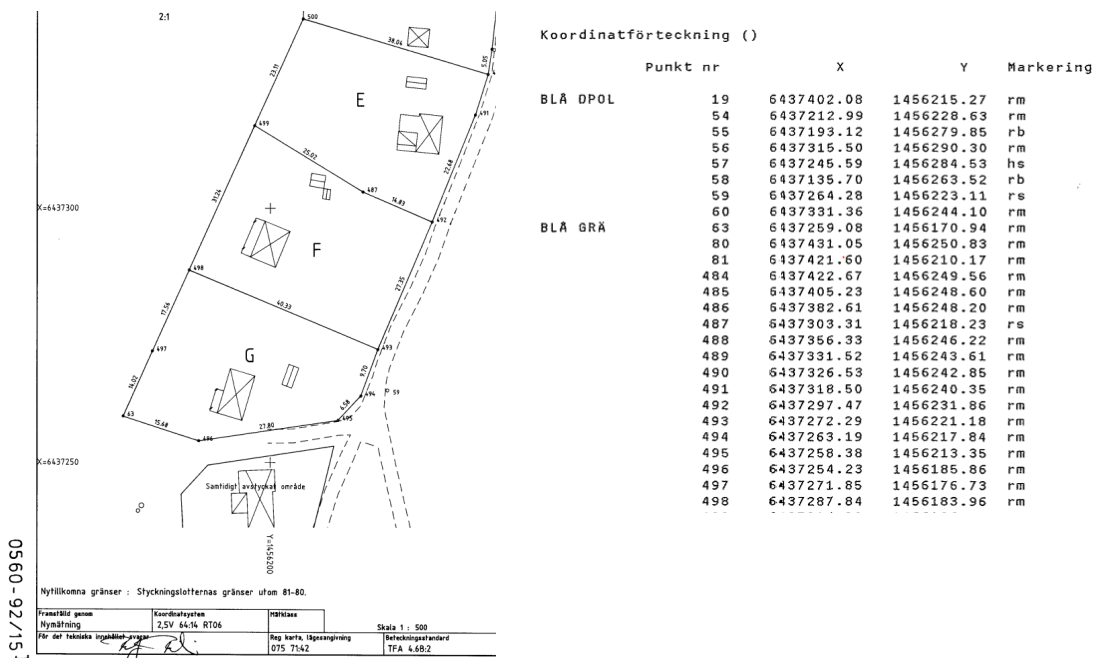 2:1
500
38.04
5.05
23.11
E
499
491
25.02
22.48
487
14.83
31.24
492
X=6437300
F
498
27.35
40.33
17.56
493
497
G
9.70
14.02
59
6.58
494
63
15.68
27.80
495
496
X=6437250
Samtidigt avstyckat område
Y=1456200
Nytillkomna gränser : Styckningslotternas gränser utom 81-80.
Framställd genom
Nymätning
Koordinatsystem
2,5V 64:14 RT06
Mätklass
Skala 1 : 500
För det tekniska innehållet svarar
Reg karta, lägesangivning
075 7142
Beteckningsstandard
TFA 4.68:2
0560-92/15
Koordinatförteckning ()
Punkt nr X Y Markering
BLÅ DPOL 19 6437402.08 1456215.27 rm
54 6437212.99 1456228.63 rm
55 6437193.12 1456279.85 rb
56 6437315.50 1456290.30 rm
57 6437245.59 1456284.53 hs
58 6437135.70 1456263.52 rb
59 6437264.28 1456223.11 rs
60 6437331.36 1456244.10 rm
BLÅ GRÄ 63 6437259.08 1456170.94 rm
80 6437431.05 1456250.83 rm
81 6437421.60 1456210.17 rm
484 6437422.67 1456249.56 rm
485 6437405.23 1456248.60 rm
486 6437382.61 1456248.20 rm
487 6437303.31 1456218.23 rs
488 6437356.33 1456246.22 rm
489 6437331.52 1456243.61 rm
490 6437326.53 1456242.85 rm
491 6437318.50 1456240.35 rm
492 6437297.47 1456231.86 rm
493 6437272.29 1456221.18 rm
494 6437263.19 1456217.84 rm
495 6437258.38 1456213.35 rm
496 6437254.23 1456185.86 rm
497 6437271.85 1456176.73 rm
498 6437287.84 1456183.96 rm